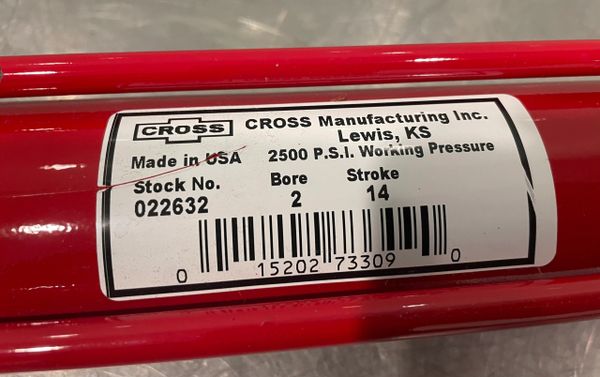 CROSS
CROSS Manufacturing Inc.
Lewis, KS
Made in USA 2500 P.S.I. Working Pressure
Stock No. Bore Stroke
022632 2 14
0 15202 73309 0